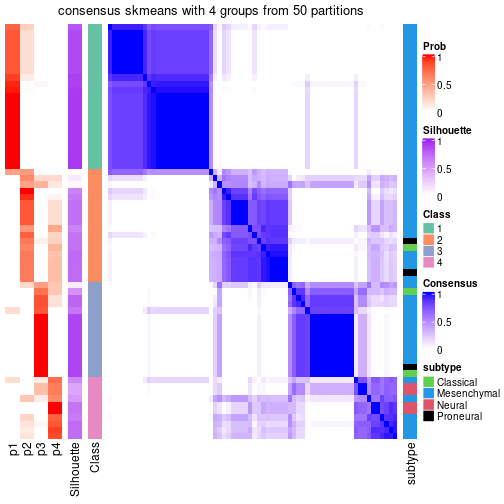 consensus skmeans with 4 groups from 50 partitions
Prob
1
0.5
0
Silhouette
1
0.5
0
Class
1
2
3
4
Consensus
1
0.5
0
subtype
Classical
Mesenchymal
Neural
Proneural
p1
p2
p3
p4
Silhouette
Class
subtype